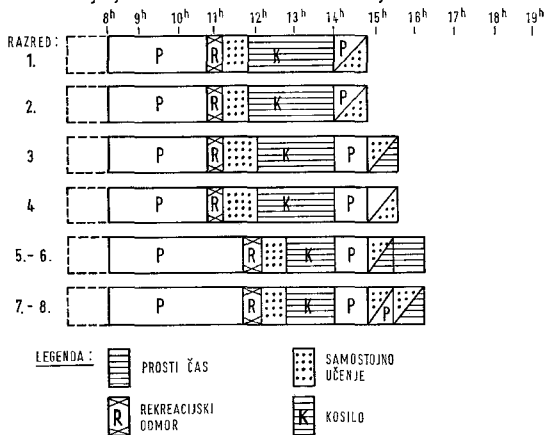 8h 9h 10h 11h 12h 13h 14h 15h 16h 17h 18h 19h
RAZRED:
1. P R K P
2. P R K P
3 P R K P
4 P R K P
5.- 6. P R K P
7.- 8. P R K P P
LEGENDA:
PROSTI ČAS
SAMOSTOJNO
UČENJE
R REKREACIJSKI
ODMOR
K KOSILO